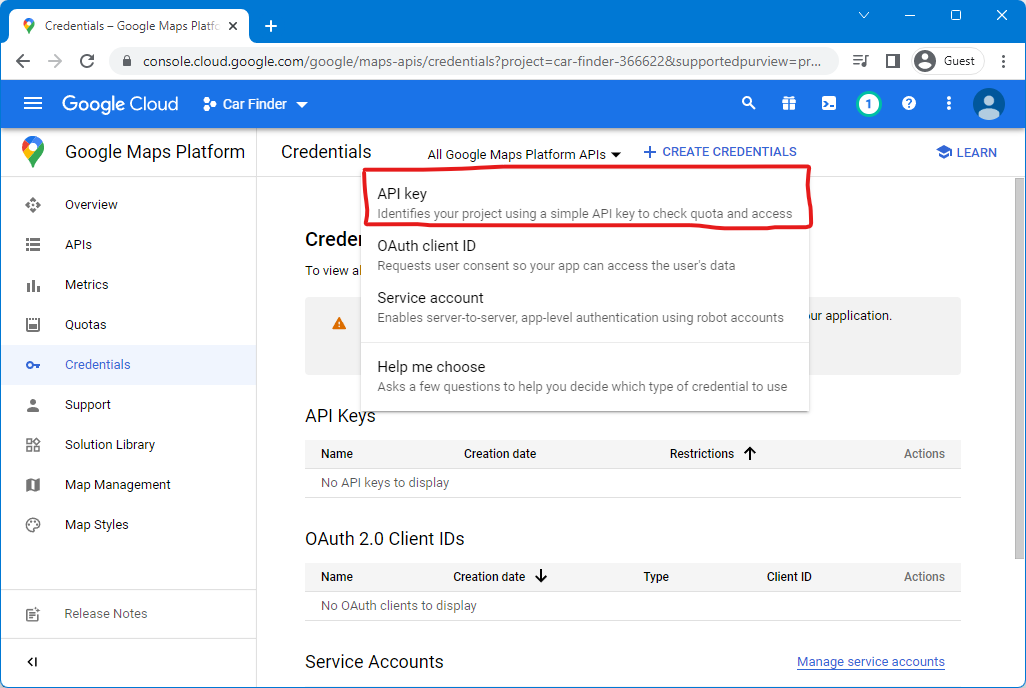 Credentials – Google Maps Platfo
console.cloud.google.com/google/maps-apis/credentials?project=car-finder-366622&supportedpurview=pr...
Guest
Google Cloud
Car Finder
1
Google Maps Platform
Credentials
All Google Maps Platform APIs
+ CREATE CREDENTIALS
LEARN
Overview
APIs
Metrics
Quotas
Credentials
Support
Solution Library
Map Management
Map Styles
Release Notes
API key
Identifies your project using a simple API key to check quota and access
OAuth client ID
Requests user consent so your app can access the user's data
Service account
Enables server-to-server, app-level authentication using robot accounts
Help me choose
Asks a few questions to help you decide which type of credential to use
Creder
To view al
ur application.
API Keys
Name Creation date Restrictions Actions
No API keys to display
OAuth 2.0 Client IDs
Name Creation date Type Client ID Actions
No OAuth clients to display
Service Accounts
Manage service accounts